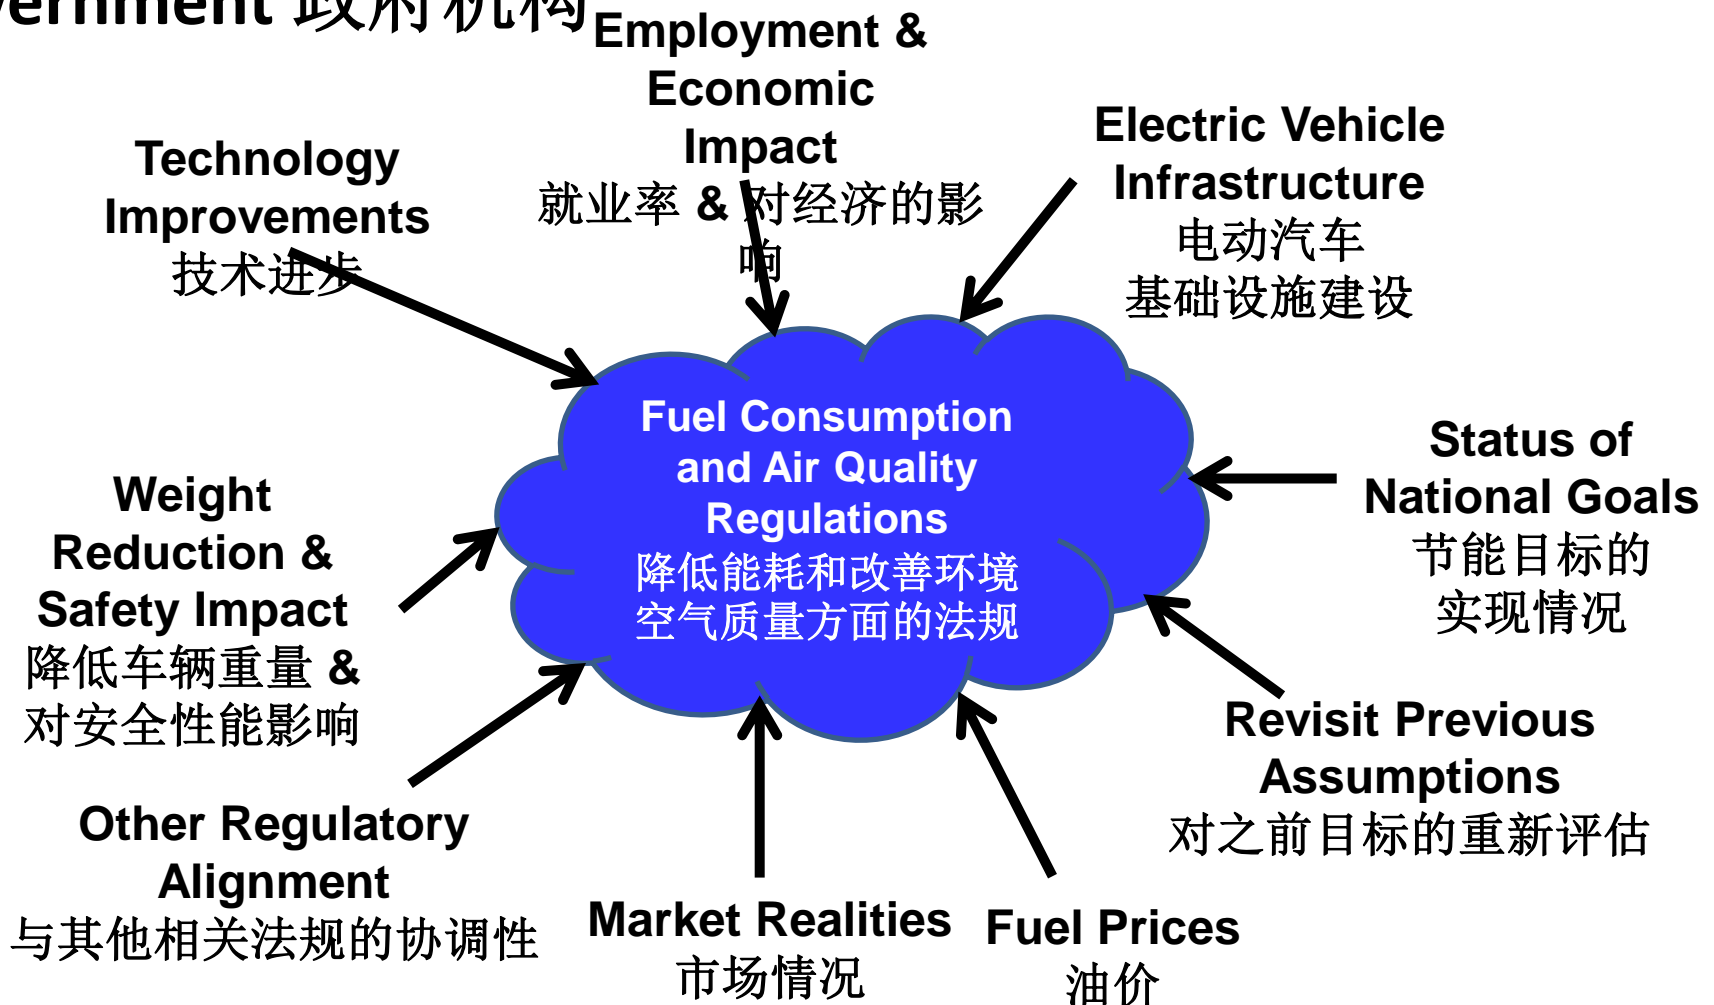 ernment 政府机构
Employment &
Economic
Impact
就业率 & 对经济的影
响
Technology
Improvements
技术进步
Electric Vehicle
Infrastructure
电动汽车
基础设施建设
Fuel Consumption
and Air Quality
Regulations
降低能耗和改善环境
空气质量方面的法规
Status of
National Goals
节能目标的
实现情况
Weight
Reduction &
Safety Impact
降低车辆重量 &
对安全性能影响
Revisit Previous
Assumptions
对之前目标的重新评估
Other Regulatory
Alignment
与其他相关法规的协调性
Market Realities
市场情况
Fuel Prices
油价